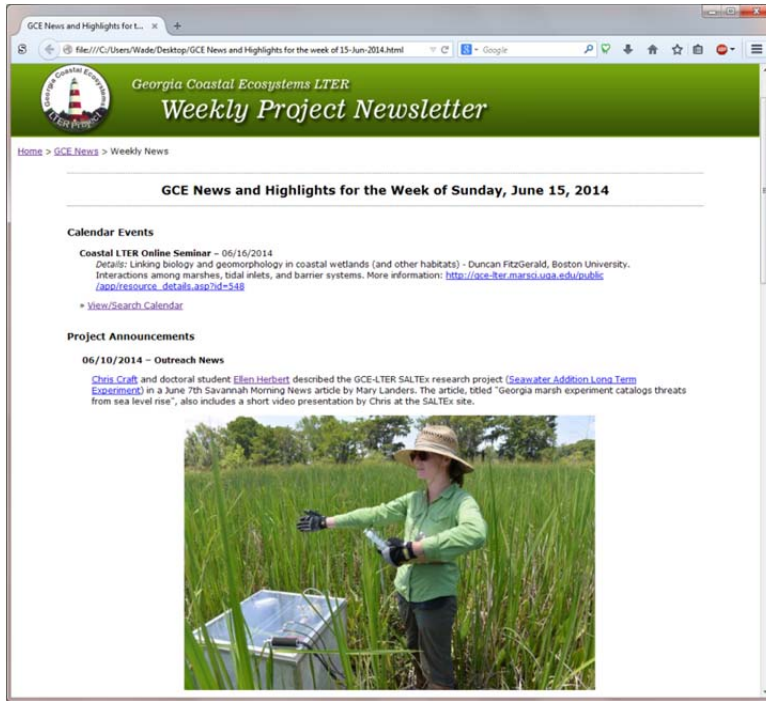 GCE News and Highlights for t...
file:///C:/Users/Wade/Desktop/GCE News and Highlights for the week of 15-Jun-2014.html
Google
Georgia Coastal Ecosystems LTER
Weekly Project Newsletter
Georgia Coastal Ecosystems
LTER Project
Home > GCE News > Weekly News
GCE News and Highlights for the Week of Sunday, June 15, 2014
Calendar Events
Coastal LTER Online Seminar – 06/16/2014
Details: Linking biology and geomorphology in coastal wetlands (and other habitats) - Duncan FitzGerald, Boston University.
Interactions among marshes, tidal inlets, and barrier systems. More information: http://gce-lter.marsci.uga.edu/public
/app/resource_details.asp?id=548
» View/Search Calendar
Project Announcements
06/10/2014 – Outreach News
Chris Craft and doctoral student Ellen Herbert described the GCE-LTER SALTEx research project (Seawater Addition Long Term
Experiment) in a June 7th Savannah Morning News article by Mary Landers. The article, titled "Georgia marsh experiment catalogs threats
from sea level rise", also includes a short video presentation by Chris at the SALTEx site.